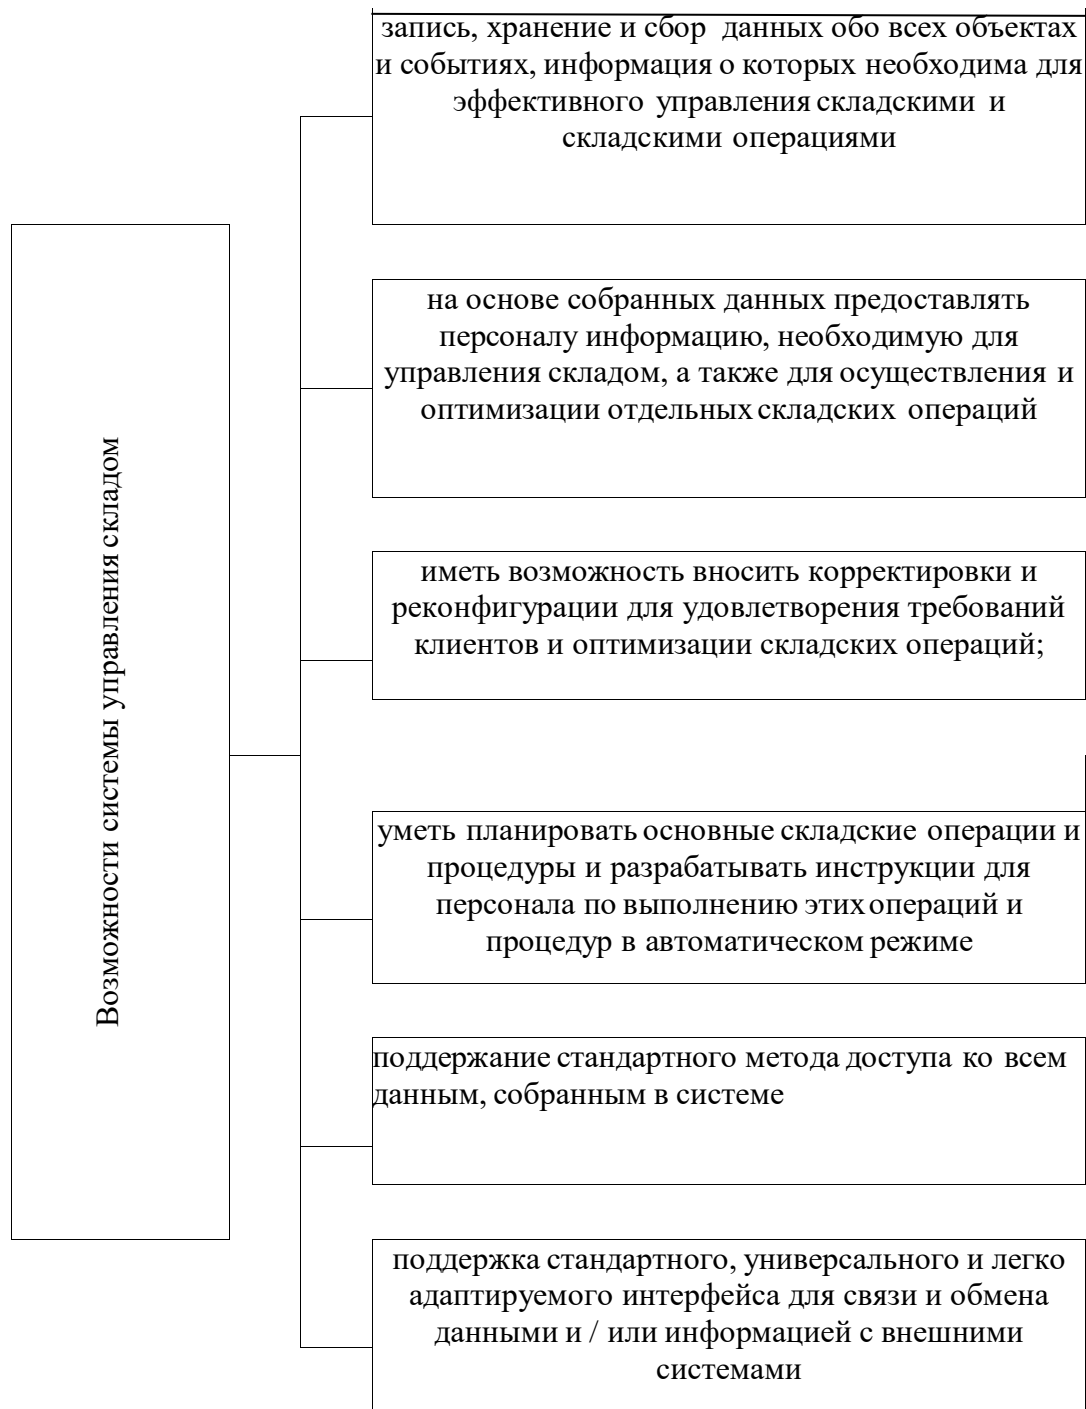 запись, хранение и сбор данных обо всех объектах
и событиях, информация о которых необходима для
эффективного управления складскими и
складскими операциями
на основе собранных данных предоставлять
персоналу информацию, необходимую для
управления складом, а также для осуществления и
оптимизации отдельных складских операций
Возможности системы управления складом
иметь возможность вносить корректировки и
реконфигурации для удовлетворения требований
клиентов и оптимизации складских операций;
уметь планировать основные складские операции и
процедуры и разрабатывать инструкции для
персонала по выполнению этих операций и
процедур в автоматическом режиме
поддержание стандартного метода доступа ко всем
данным, собранным в системе
поддержка стандартного, универсального и легко
адаптируемого интерфейса для связи и обмена
данными и / или информацией с внешними
системами